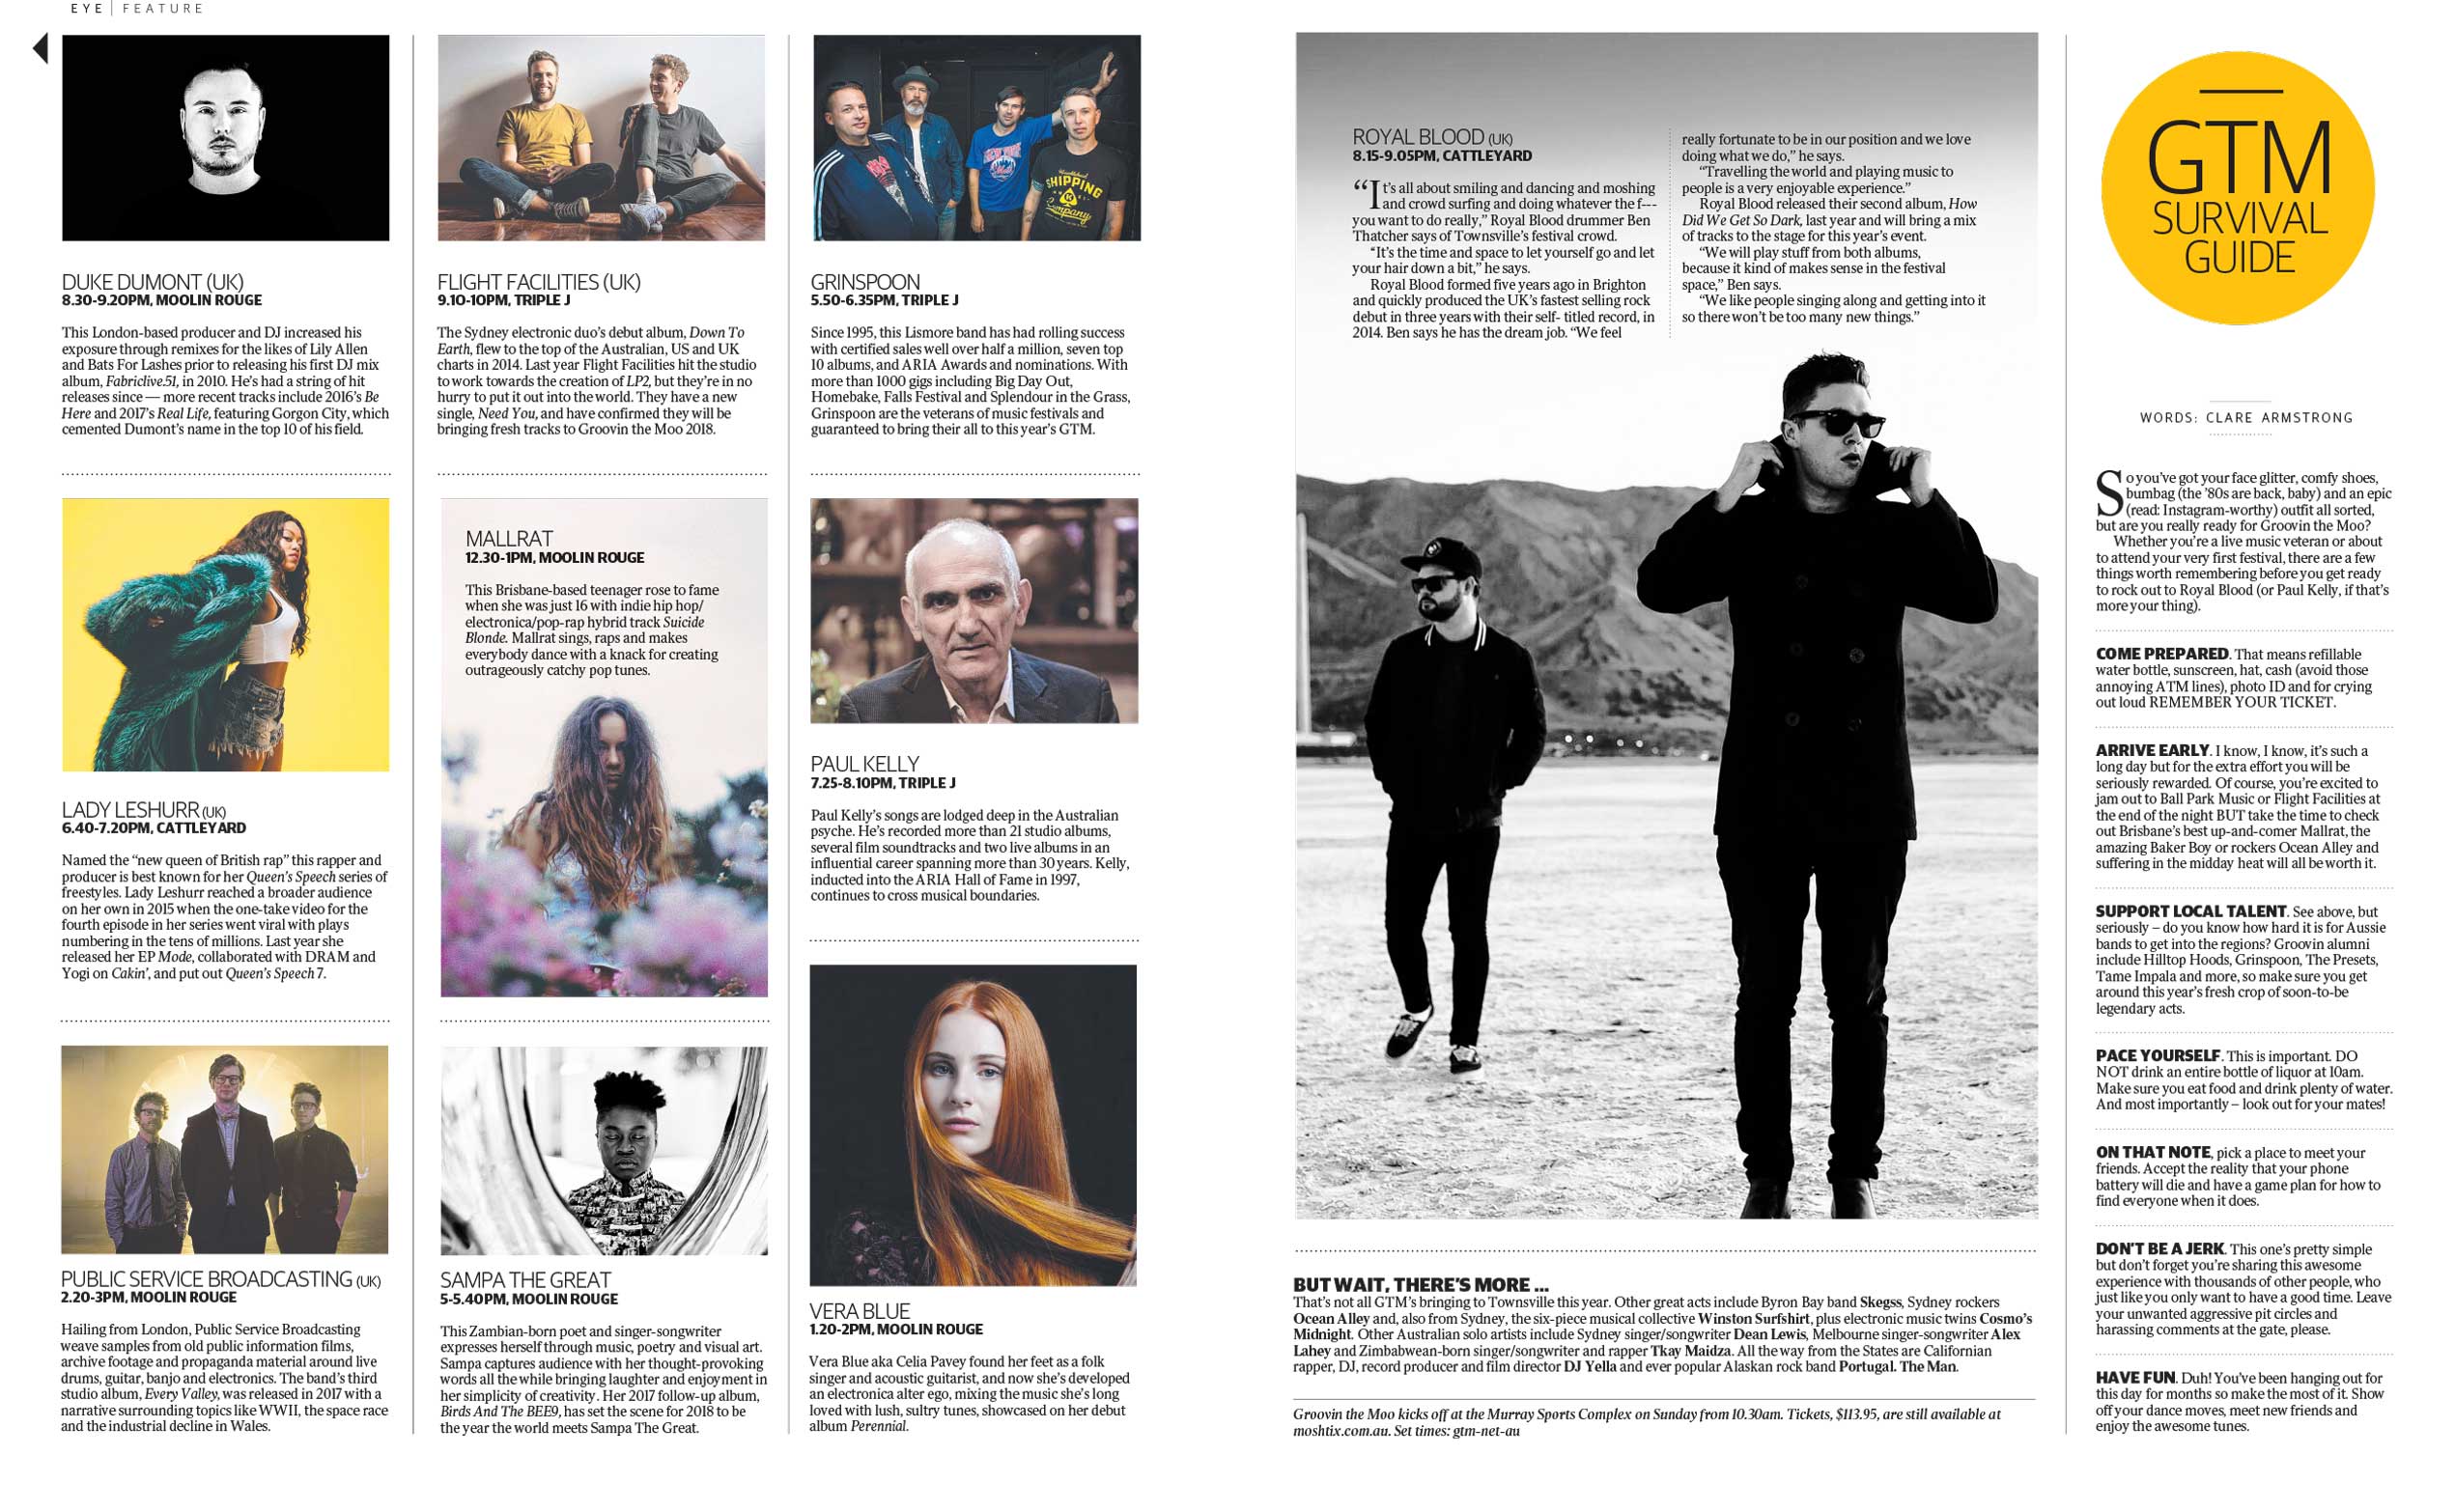 EYE | FEATURE
DUKE DUMONT (UK)
8.30-9.20PM, MOOLIN ROUGE
This London-based producer and DJ increased his
exposure through remixes for the likes of Lily Allen
and Bats For Lashes prior to releasing his first DJ mix
album, Fabriclive.51, in 2010. He's had a string of hit
releases since — more recent tracks include 2016's Be
Here and 2017's Real Life, featuring Gorgon City, which
cemented Dumont's name in the top 10 of his field.
LADY LESHURR (UK)
6.40-7.20PM, CATTLEYARD
Named the “new queen of British rap” this rapper and
producer is best known for her Queen's Speech series of
freestyles. Lady Leshurr reached a broader audience
on her own in 2015 when the one-take video for the
fourth episode in her series went viral with plays
numbering in the tens of millions. Last year she
released her EP Mode, collaborated with DRAM and
Yogi on Cakin', and put out Queen's Speech 7.
PUBLIC SERVICE BROADCASTING (UK)
2.20-3PM, MOOLIN ROUGE
Hailing from London, Public Service Broadcasting
weave samples from old public information films,
archive footage and propaganda material around live
drums, guitar, banjo and electronics. The band's third
studio album, Every Valley, was released in 2017 with a
narrative surrounding topics like WWII, the space race
and the industrial decline in Wales.
FLIGHT FACILITIES (UK)
9.10-10PM, TRIPLE J
The Sydney electronic duo's debut album, Down To
Earth, flew to the top of the Australian, US and UK
charts in 2014. Last year Flight Facilities hit the studio
to work towards the creation of LP2, but they're in no
hurry to put it out into the world. They have a new
single, Need You, and have confirmed they will be
bringing fresh tracks to Groovin the Moo 2018.
MALLRAT
12.30-1PM, MOOLIN ROUGE
This Brisbane-based teenager rose to fame
when she was just 16 with indie hip hop/
electronica/pop-rap hybrid track Suicide
Blonde. Mallrat sings, raps and makes
everybody dance with a knack for creating
outrageously catchy pop tunes.
SAMPA THE GREAT
5-5.40PM, MOOLIN ROUGE
This Zambian-born poet and singer-songwriter
expresses herself through music, poetry and visual art.
Sampa captures audience with her thought-provoking
words all the while bringing laughter and enjoyment in
her simplicity of creativity. Her 2017 follow-up album,
Birds And The BEE9, has set the scene for 2018 to be
the year the world meets Sampa The Great.
SHIPPING
Company
GRINSPOON
5.50-6.35PM, TRIPLE J
Since 1995, this Lismore band has had rolling success
with certified sales well over half a million, seven top
10 albums, and ARIA Awards and nominations. With
more than 1000 gigs including Big Day Out,
Homebake, Falls Festival and Splendour in the Grass,
Grinspoon are the veterans of music festivals and
guaranteed to bring their all to this year's GTM.
PAUL KELLY
7.25-8.10PM, TRIPLE J
Paul Kelly's songs are lodged deep in the Australian
psyche. He's recorded more than 21 studio albums,
several film soundtracks and two live albums in an
influential career spanning more than 30 years. Kelly,
inducted into the ARIA Hall of Fame in 1997,
continues to cross musical boundaries.
VERA BLUE
1.20-2PM, MOOLIN ROUGE
Vera Blue aka Celia Pavey found her feet as a folk
singer and acoustic guitarist, and now she's developed
an electronica alter ego, mixing the music she's long
loved with lush, sultry tunes, showcased on her debut
album Perennial.
ROYAL BLOOD (UK)
8.15-9.05PM, CATTLEYARD
“It's all about smiling and dancing and moshing
and crowd surfing and doing whatever the f---
you want to do really,” Royal Blood drummer Ben
Thatcher says of Townsville's festival crowd.
“It's the time and space to let yourself go and let
your hair down a bit,” he says.
Royal Blood formed five years ago in Brighton
and quickly produced the UK's fastest selling rock
debut in three years with their self- titled record, in
2014. Ben says he has the dream job. “We feel
really fortunate to be in our position and we love
doing what we do,” he says.
“Travelling the world and playing music to
people is a very enjoyable experience.”
Royal Blood released their second album, How
Did We Get So Dark, last year and will bring a mix
of tracks to the stage for this year's event.
“We will play stuff from both albums,
because it kind of makes sense in the festival
space,” Ben says.
“We like people singing along and getting into it
so there won't be too many new things.”
BUT WAIT, THERE'S MORE ...
That's not all GTM's bringing to Townsville this year. Other great acts include Byron Bay band Skegss, Sydney rockers
Ocean Alley and, also from Sydney, the six-piece musical collective Winston Surfshirt, plus electronic music twins Cosmo's
Midnight. Other Australian solo artists include Sydney singer/songwriter Dean Lewis, Melbourne singer-songwriter Alex
Lahey and Zimbabwean-born singer/songwriter and rapper Tkay Maidza. All the way from the States are Californian
rapper, DJ, record producer and film director DJ Yella and ever popular Alaskan rock band Portugal. The Man.
Groovin the Moo kicks off at the Murray Sports Complex on Sunday from 10.30am. Tickets, $113.95, are still available at
moshtix.com.au. Set times: gtm-net-au
GTM
SURVIVAL
GUIDE
WORDS: CLARE ARMSTRONG
So you've got your face glitter, comfy shoes,
bumbag (the '80s are back, baby) and an epic
(read: Instagram-worthy) outfit all sorted,
but are you really ready for Groovin the Moo?
Whether you're a live music veteran or about
to attend your very first festival, there are a few
things worth remembering before you get ready
to rock out to Royal Blood (or Paul Kelly, if that's
more your thing).
COME PREPARED. That means refillable
water bottle, sunscreen, hat, cash (avoid those
annoying ATM lines), photo ID and for crying
out loud REMEMBER YOUR TICKET.
ARRIVE EARLY. I know, I know, it's such a
long day but for the extra effort you will be
seriously rewarded. Of course, you're excited to
jam out to Ball Park Music or Flight Facilities at
the end of the night BUT take the time to check
out Brisbane's best up-and-comer Mallrat, the
amazing Baker Boy or rockers Ocean Alley and
suffering in the midday heat will all be worth it.
SUPPORT LOCAL TALENT. See above, but
seriously – do you know how hard it is for Aussie
bands to get into the regions? Groovin alumni
include Hilltop Hoods, Grinspoon, The Presets,
Tame Impala and more, so make sure you get
around this year's fresh crop of soon-to-be
legendary acts.
PACE YOURSELF. This is important. DO
NOT drink an entire bottle of liquor at 10am.
Make sure you eat food and drink plenty of water.
And most importantly – look out for your mates!
ON THAT NOTE, pick a place to meet your
friends. Accept the reality that your phone
battery will die and have a game plan for how to
find everyone when it does.
DON'T BE A JERK. This one's pretty simple
but don't forget you're sharing this awesome
experience with thousands of other people, who
just like you only want to have a good time. Leave
your unwanted aggressive pit circles and
harassing comments at the gate, please.
HAVE FUN. Duh! You've been hanging out for
this day for months so make the most of it. Show
off your dance moves, meet new friends and
enjoy the awesome tunes.